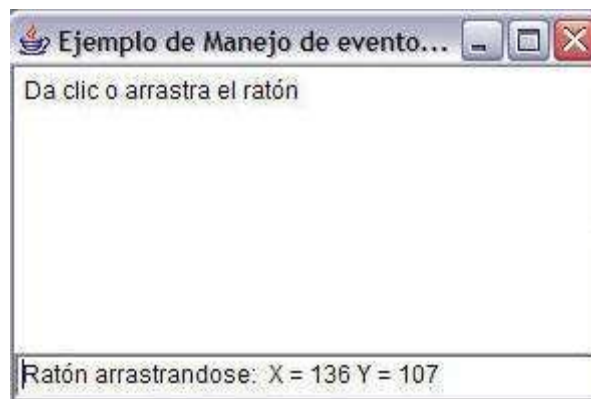 Ejemplo de Manejo de evento...
Da clic o arrastra el ratón
Ratón arrastrandose: X = 136 Y = 107